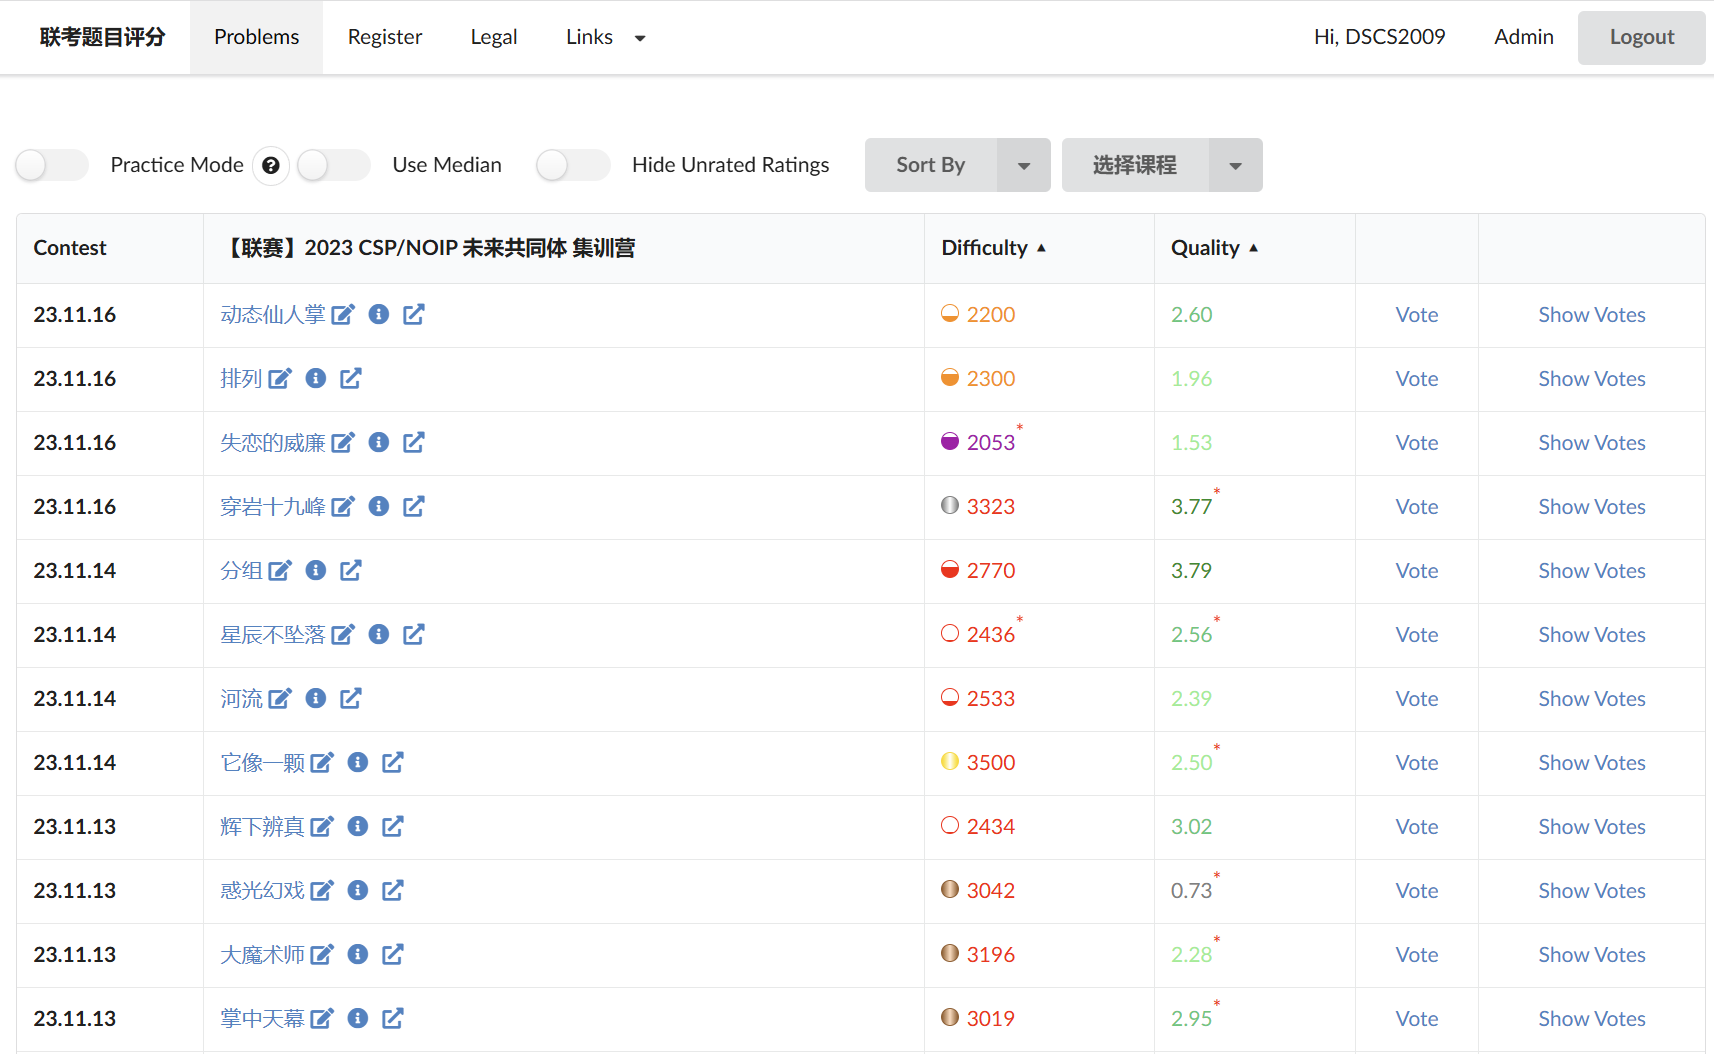 联考题目评分 Problems Register Legal Links Hi, DSCS2009 Admin Logout
Practice Mode Use Median Hide Unrated Ratings Sort By 选择课程
Contest 【联赛】2023 CSP/NOIP 未来共同体 集训营 Difficulty Quality
23.11.16 动态仙人掌 2200 2.60 Vote Show Votes
23.11.16 排列 2300 1.96 Vote Show Votes
23.11.16 失恋的威廉 2053* 1.53 Vote Show Votes
23.11.16 穿岩十九峰 3323 3.77* Vote Show Votes
23.11.14 分组 2770 3.79 Vote Show Votes
23.11.14 星辰不坠落 2436* 2.56* Vote Show Votes
23.11.14 河流 2533 2.39 Vote Show Votes
23.11.14 它像一颗 3500 2.50* Vote Show Votes
23.11.13 辉下辨真 2434 3.02 Vote Show Votes
23.11.13 惑光幻戏 3042 0.73* Vote Show Votes
23.11.13 大魔术师 3196 2.28* Vote Show Votes
23.11.13 掌中天幕 3019 2.95* Vote Show Votes